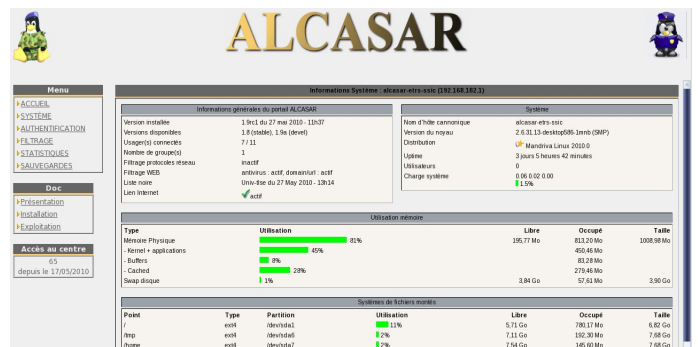 ALCASAR
Menu
ACCUEIL
SYSTÈME
AUTHENTIFICATION
FILTRAGE
STATISTIQUES
SAUVEGARDES
Doc
Présentation
Installation
Exploitation
Accès au centre
65
depuis le 17/05/2010
Informations Système : alcasar-etrs-ssic (192.168.182.1)
Informations générales du portail ALCASAR
Version installée 1.9rc1 du 27 mai 2010 - 11h37
Versions disponibles 1.8 (stable), 1.9a (devel)
Usager(s) connectés 7 / 11
Nombre de groupe(s) 1
Filtrage protocoles réseau inactif
Filtrage WEB antivirus : actif, domain/url : actif
Liste noire Univ-tlse du 27 May 2010 - 13h14
Lien Internet actif
Système
Nom d'hôte cannonique alcasar-etrs-ssic
Version du noyau 2.6.31.13-desktop586-1mnb (SMP)
Distribution Mandriva Linux 2010.0
Uptime 3 jours 5 heures 42 minutes
Utilisateurs 0
Charge système 0.06 0.02 0.00
1.5%
Utilisation mémoire
Type Utilisation Libre Occupé Taille
Mémoire Physique 81% 195,77 Mo 813,20 Mo 1008,98 Mo
- Kernel + applications 45% 450,46 Mo
- Buffers 8% 83,28 Mo
- Cached 28% 279,46 Mo
Swap disque 1% 3,84 Go 57,61 Mo 3,90 Go
Systèmes de fichiers montés
Point Type Partition Utilisation Libre Occupé Taille
/ ext4 /dev/sda1 11% 5,71 Go 780,17 Mo 6,82 Go
/tmp ext4 /dev/sda6 2% 7,11 Go 192,30 Mo 7,68 Go
/home ext4 /dev/sda7 2% 7,54 Go 145,60 Mo 7,68 Go